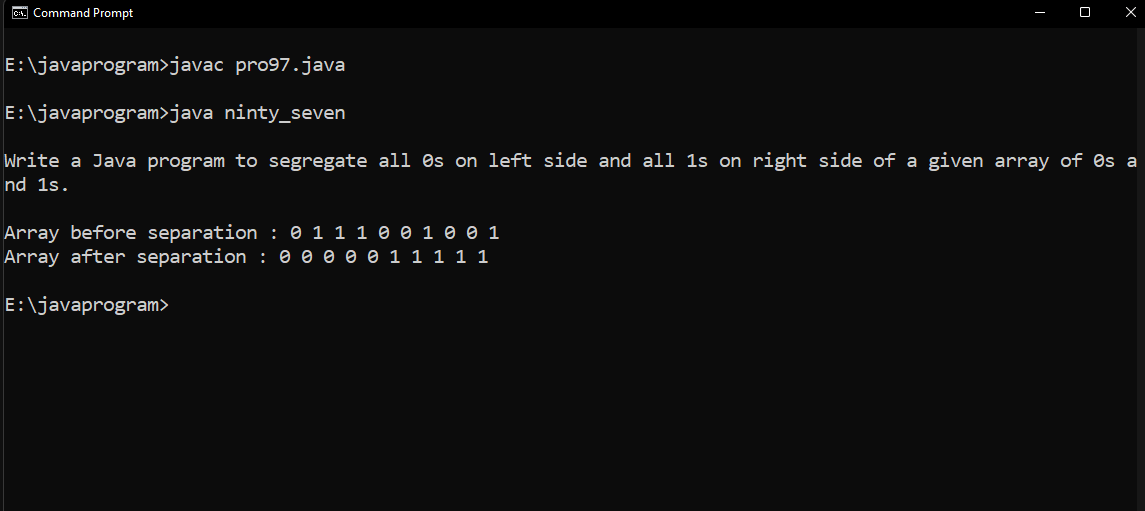 Command Prompt
E:\javaprogram>javac pro97.java
E:\javaprogram>java ninty_seven
Write a Java program to segregate all 0s on left side and all 1s on right side of a given array of 0s a
nd 1s.
Array before separation : 0 1 1 1 0 0 1 0 0 1
Array after separation : 0 0 0 0 0 1 1 1 1 1
E:\javaprogram>